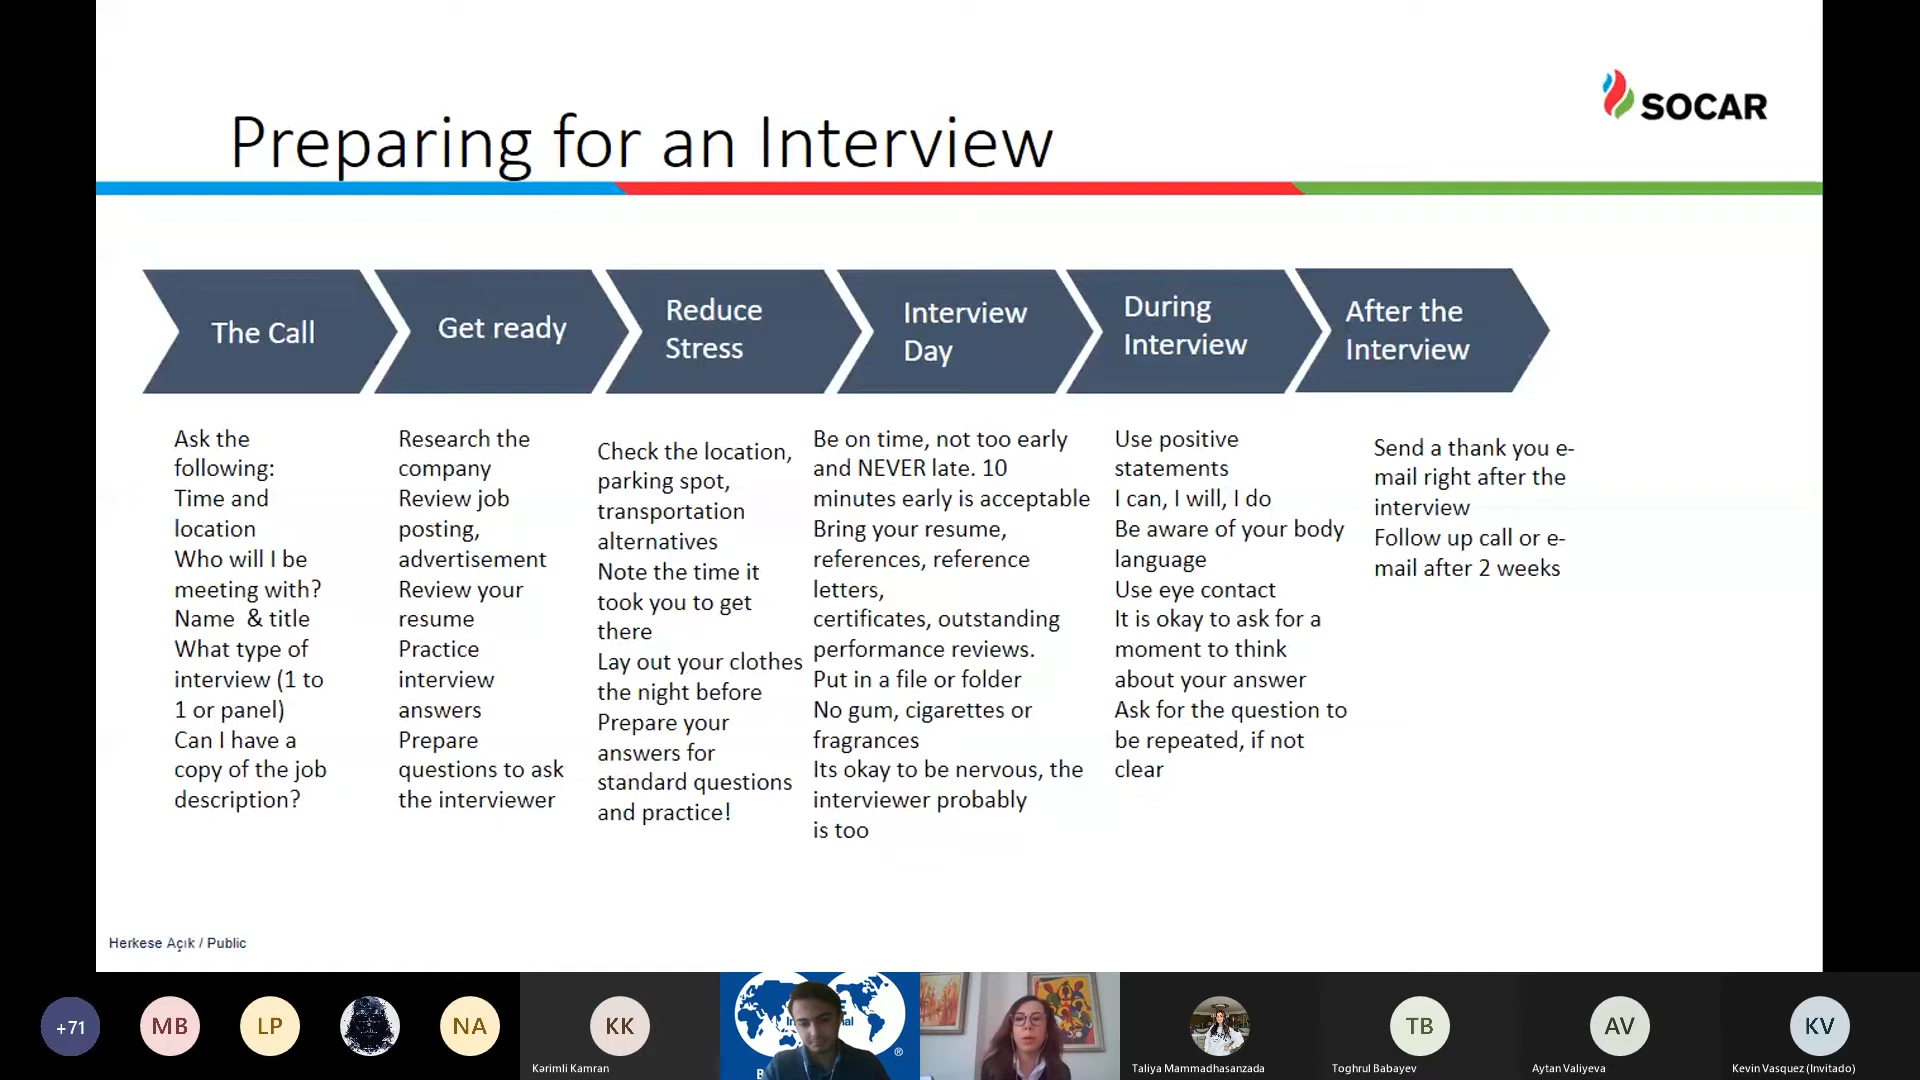 SOCAR
Preparing for an Interview
The Call
Get ready
Reduce
Stress
Interview
Day
During
Interview
After the
Interview
Ask the
following:
Time and
location
Who will I be
meeting with?
Name & title
What type of
interview (1 to
1 or panel)
Can I have a
copy of the job
description?
Research the
company
Review job
posting,
advertisement
Review your
resume
Practice
interview
answers
Prepare
questions to ask
the interviewer
Check the location,
parking spot,
transportation
alternatives
Note the time it
took you to get
there
Lay out your clothes
the night before
Prepare your
answers for
standard questions
and practice!
Be on time, not too early
and NEVER late. 10
minutes early is acceptable
Bring your resume,
references, reference
letters,
certificates, outstanding
performance reviews.
Put in a file or folder
No gum, cigarettes or
fragrances
Its okay to be nervous, the
interviewer probably
is too
Use positive
statements
I can, I will, I do
Be aware of your body
language
Use eye contact
It is okay to ask for a
moment to think
about your answer
Ask for the question to
be repeated, if not
clear
Send a thank you e-
mail right after the
interview
Follow up call or e-
mail after 2 weeks
Herkese Açık / Public
+71
MB
LP
NA
KK
Kərimli Kamran
Taliya Mammadhasanzada
TB
Toghrul Babayev
AV
Aytan Valiyeva
KV
Kevin Vasquez (Invitado)